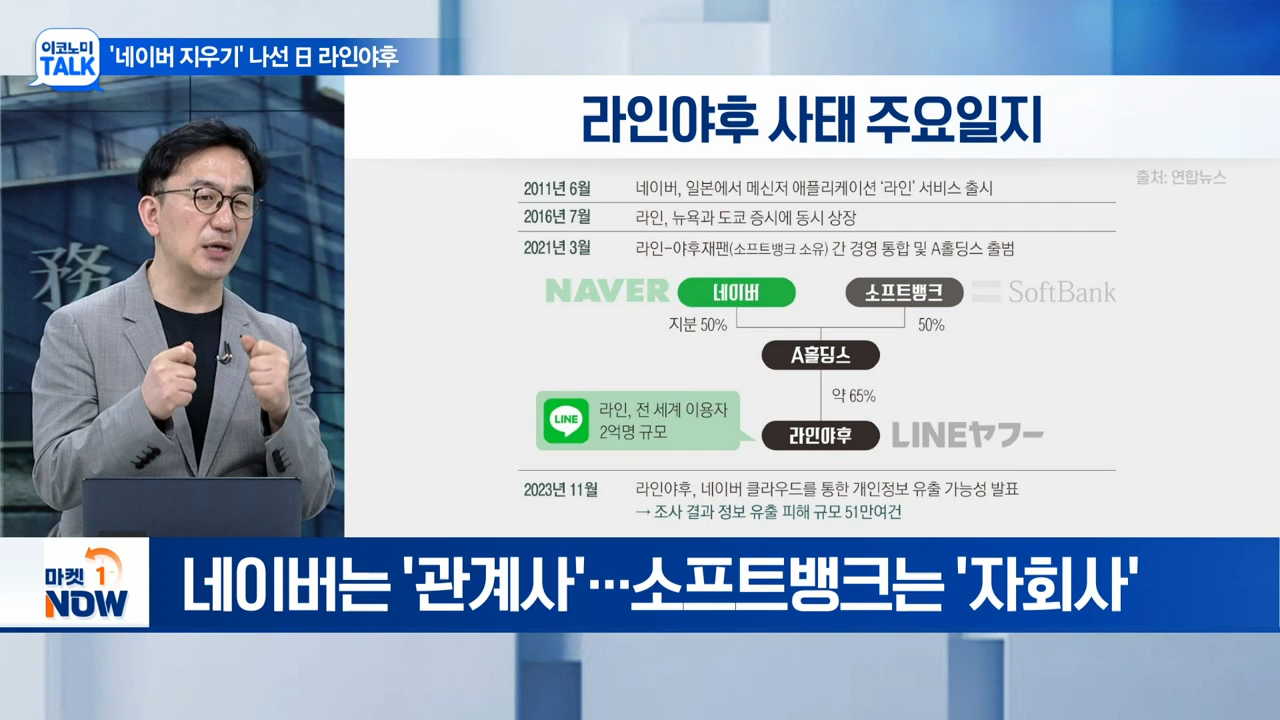 이코노미
TALK
'네이버 지우기' 나선 日 라인야후
라인야후 사태 주요일지
출처: 연합뉴스
2011년 6월 네이버, 일본에서 메신저 애플리케이션 '라인' 서비스 출시
2016년 7월 라인, 뉴욕과 도쿄 증시에 동시 상장
2021년 3월 라인-야후재팬(소프트뱅크 소유) 간 경영 통합 및 A홀딩스 출범
NAVER 네이버 소프트뱅크 SoftBank
지분 50% 50%
A홀딩스
약 65%
LINE
라인, 전 세계 이용자
2억명 규모
라인야후 LINEヤフー
2023년 11월 라인야후, 네이버 클라우드를 통한 개인정보 유출 가능성 발표
→ 조사 결과 정보 유출 피해 규모 51만여건
務
마켓 1
NOW
네이버는 '관계사'…소프트뱅크는 '자회사'